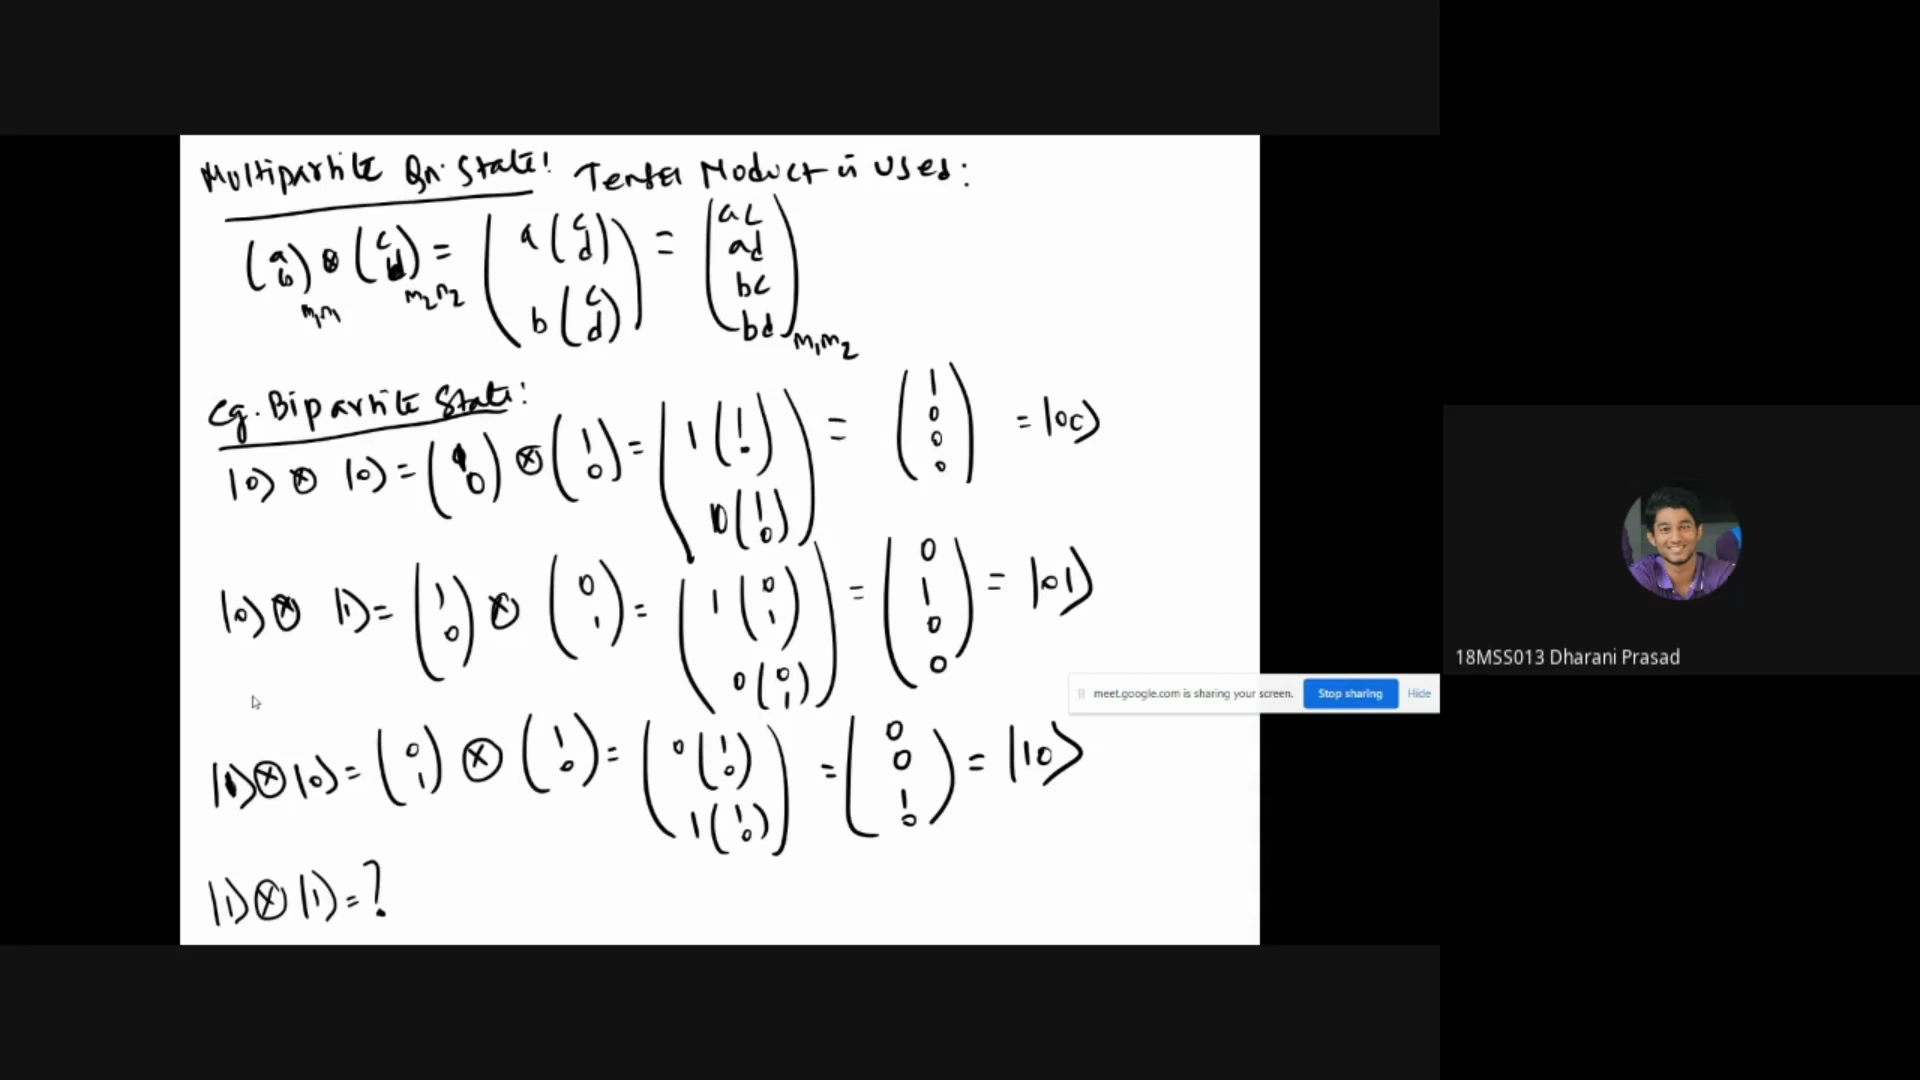 Multipartite Qn. State! Tensor Product is Uses:
(a b) ⊗ (c d) = (a (c d) b (c d)) = (ac ad bc bd)
m₁n₁ m₂n₂ m₁m₂
eg. Bipartite State:
|0⟩ ⊗ |0⟩ = (1 0) ⊗ (1 0) = (1 (1 0) 0 (1 0)) = (1 0 0 0) = |00⟩
|0⟩ ⊗ |1⟩ = (1 0) ⊗ (0 1) = (1 (0 1) 0 (0 1)) = (0 1 0 0) = |01⟩
|1⟩ ⊗ |0⟩ = (0 1) ⊗ (1 0) = (0 (1 0) 1 (1 0)) = (0 0 1 0) = |10⟩
|1⟩ ⊗ |1⟩ = ?
meet.google.com is sharing your screen. Stop sharing Hide
18MSS013 Dharani Prasad